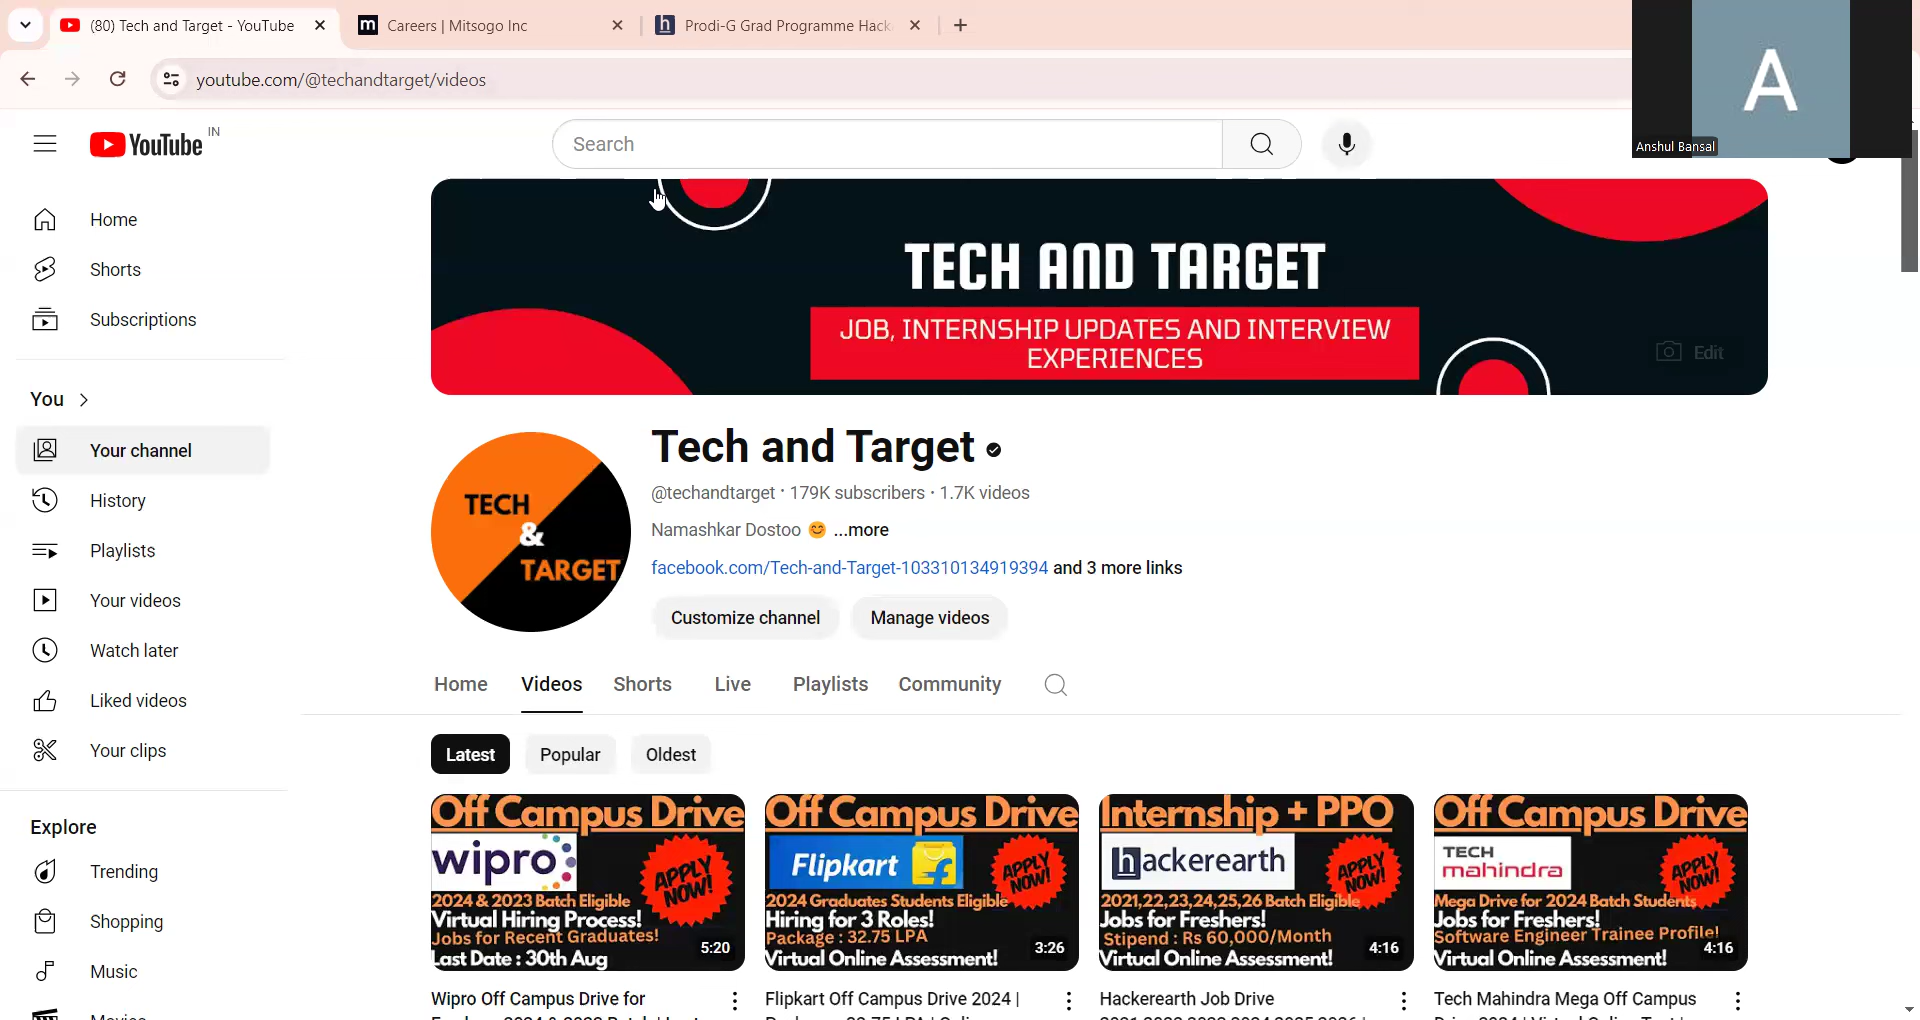 (80) Tech and Target - YouTube
Careers | Mitsogo Inc
Prodi-G Grad Programme Hack
youtube.com/@techandtarget/videos
A
Anshul Bansal
YouTube IN
Search
Home
Shorts
Subscriptions
You
Your channel
History
Playlists
Your videos
Watch later
Liked videos
Your clips
Explore
Trending
Shopping
Music
TECH AND TARGET
JOB, INTERNSHIP UPDATES AND INTERVIEW
EXPERIENCES
Edit
TECH
&
TARGET
Tech and Target
@techandtarget · 179K subscribers · 1.7K videos
Namashkar Dostoo 😊 ...more
facebook.com/Tech-and-Target-103310134919394 and 3 more links
Customize channel
Manage videos
Home
Videos
Shorts
Live
Playlists
Community
Latest
Popular
Oldest
Off Campus Drive
wipro
APPLY
NOW!
2024 & 2023 Batch Eligible
Virtual Hiring Process!
Jobs for Recent Graduates!
Last Date : 30th Aug
5:20
Wipro Off Campus Drive for
Off Campus Drive
Flipkart
APPLY
NOW!
2024 Graduates Students Eligible
Hiring for 3 Roles!
Package : 32.75 LPA
Virtual Online Assessment!
3:26
Flipkart Off Campus Drive 2024 |
Internship + PPO
hackerearth
APPLY
NOW!
2021,22,23,24,25,26 Batch Eligible
Jobs for Freshers!
Stipend : Rs 60,000/Month
Virtual Online Assessment!
4:16
Hackerearth Job Drive
Off Campus Drive
TECH
mahindra
APPLY
NOW!
Mega Drive for 2024 Batch Students
Jobs for Freshers!
Software Engineer Trainee Profile!
Virtual Online Assessment!
4:16
Tech Mahindra Mega Off Campus